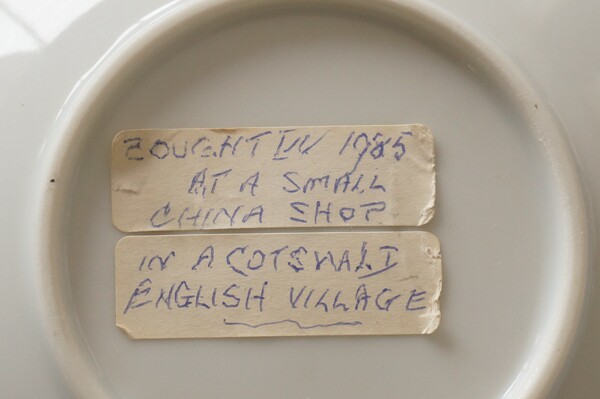 BOUGHT IN 1985
AT A SMALL
CHINA SHOP
IN A COTSWALD
ENGLISH VILLAGE